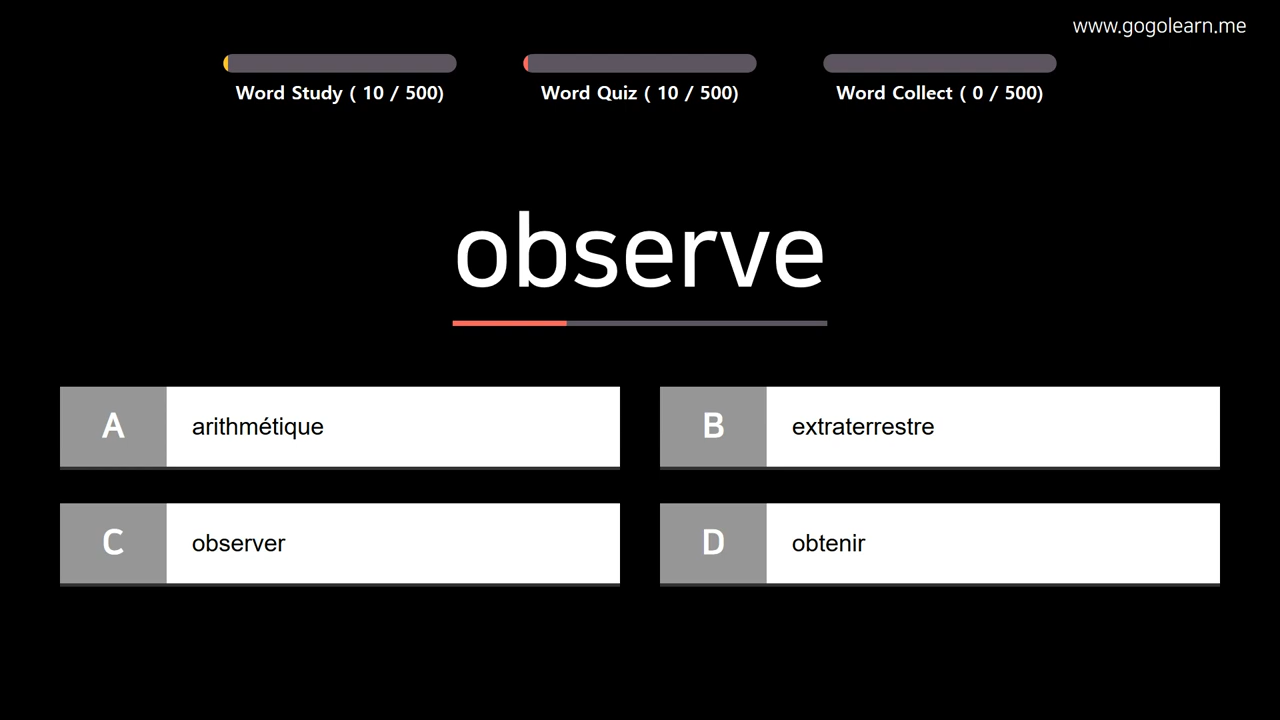 www.gogolearn.me
Word Study ( 10 / 500)
Word Quiz ( 10 / 500)
Word Collect ( 0 / 500)
observe
A arithmétique
B extraterrestre
C observer
D obtenir